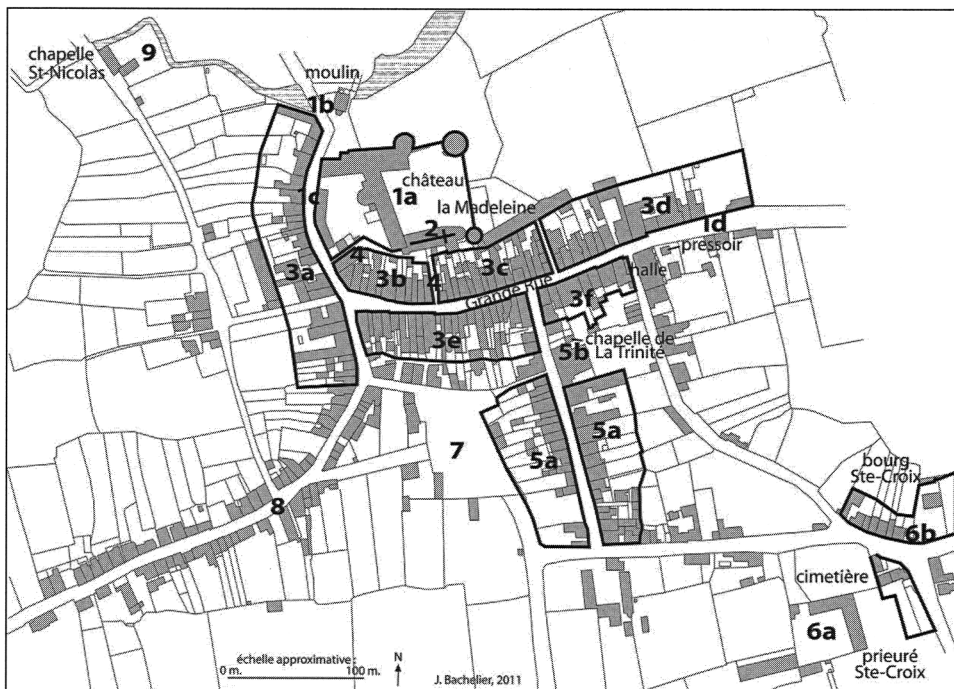 chapelle
St-Nicolas
9
moulin
1b
château
1a
1c
la Madeleine
2
3d
1d
pressoir
3a
4
3b
4
3c
Grande Rue
halle
3f
3e
chapelle de
La Trinité
5b
5a
5a
7
8
bourg
Ste-Croix
6b
cimetière
6a
prieuré
Ste-Croix
échelle approximative :
0 m.
100 m.
N
J. Bachelier, 2011